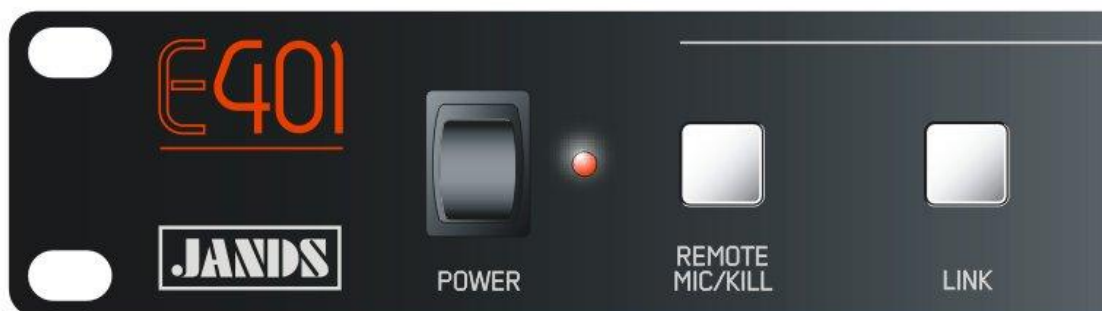 E401
JANDS
POWER
REMOTE
MIC/KILL
LINK